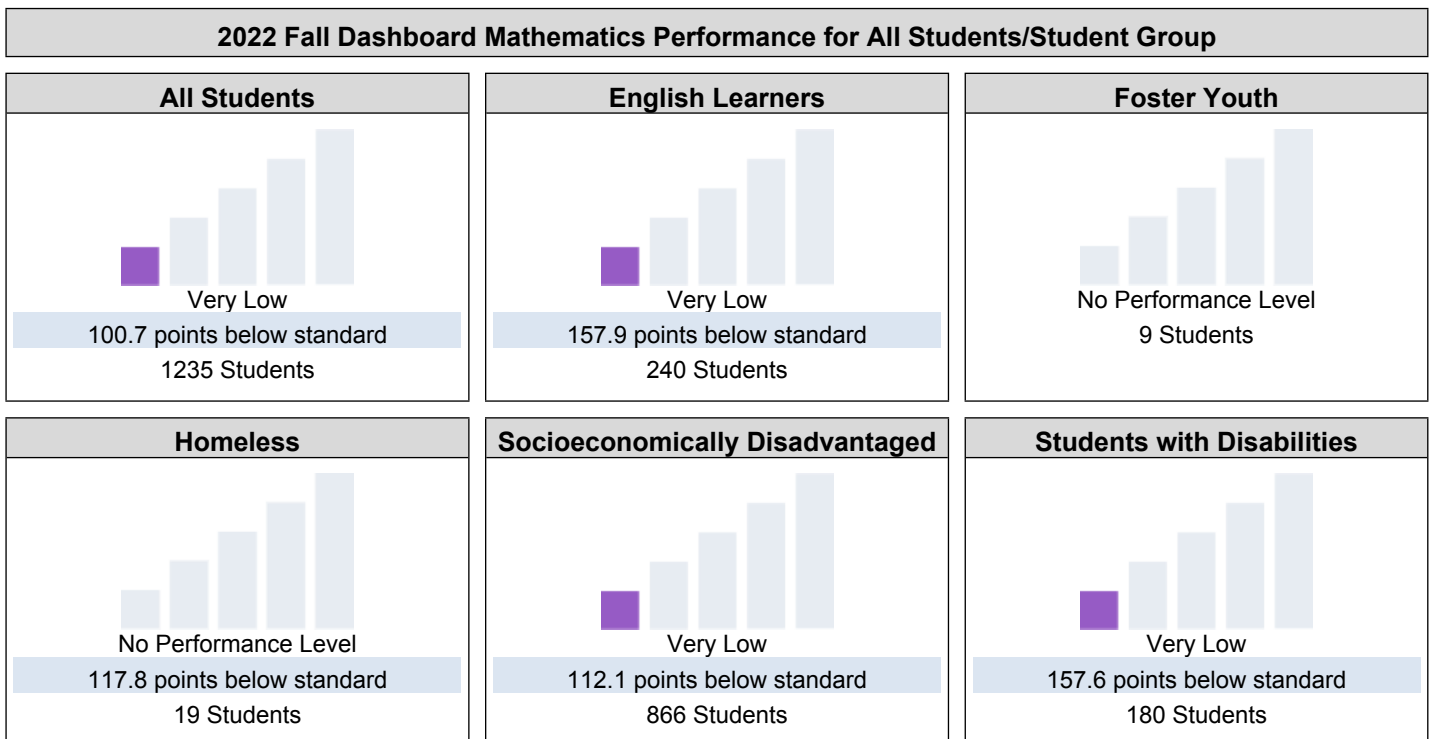 2022 Fall Dashboard Mathematics Performance for All Students/Student Group
All Students
Very Low
100.7 points below standard
1235 Students
English Learners
Very Low
157.9 points below standard
240 Students
Foster Youth
No Performance Level
9 Students
Homeless
No Performance Level
117.8 points below standard
19 Students
Socioeconomically Disadvantaged
Very Low
112.1 points below standard
866 Students
Students with Disabilities
Very Low
157.6 points below standard
180 Students